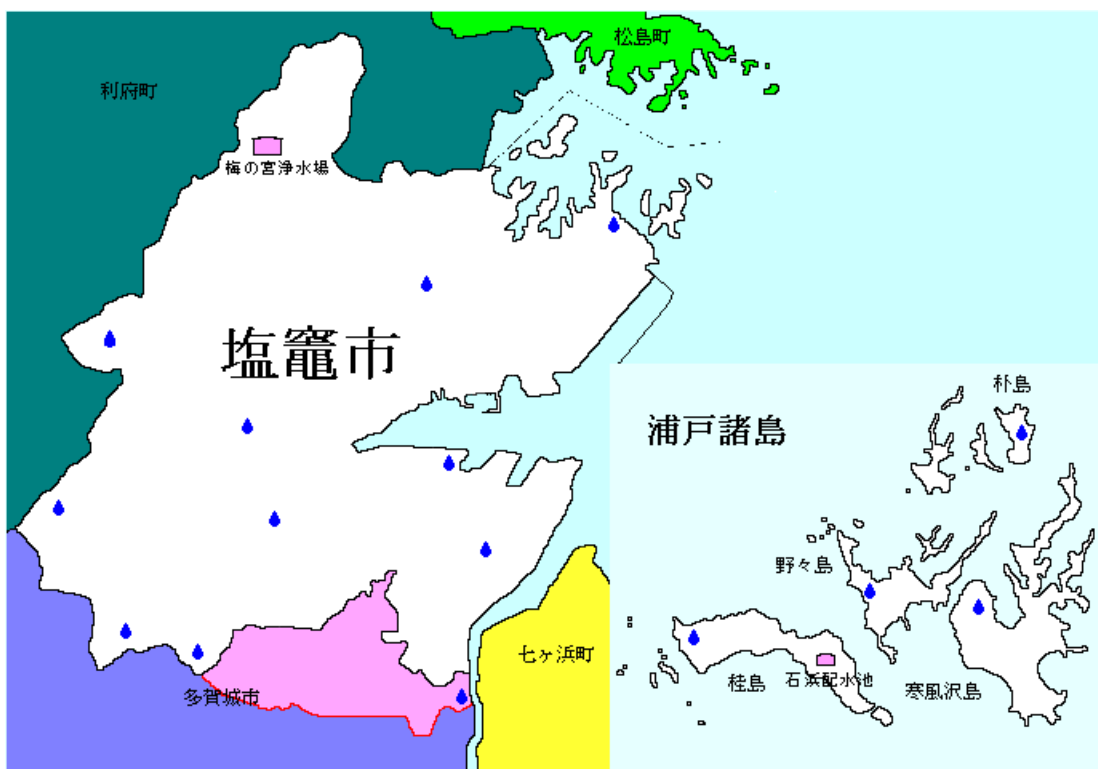 松島町
利府町
梅の宮浄水場
塩竈市
浦戸諸島
朴島
野々島
桂島
石浜配水池
寒風沢島
七ヶ浜町
多賀城市